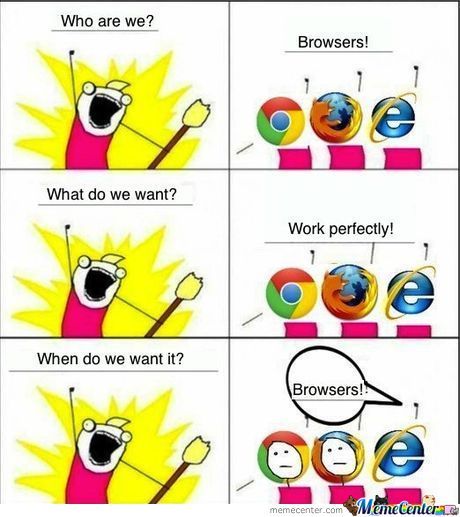 Who are we?
Browsers!
What do we want?
Work perfectly!
When do we want it?
Browsers!!
memecenter.com
MemeCenter